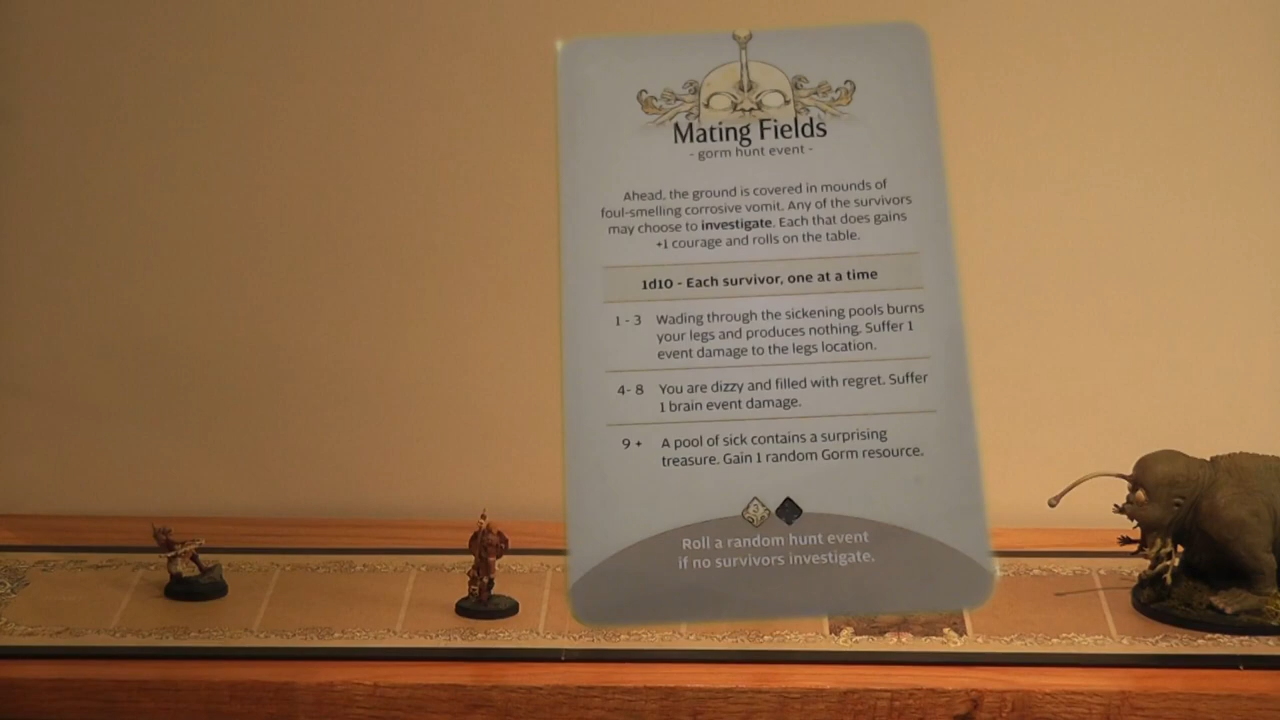 Mating Fields
- gorm hunt event -
Ahead, the ground is covered in mounds of
foul-smelling corrosive vomit. Any of the survivors
may choose to investigate. Each that does gains
+1 courage and rolls on the table.
1d10 - Each survivor, one at a time
1 - 3 Wading through the sickening pools burns
your legs and produces nothing. Suffer 1
event damage to the legs location.
4- 8 You are dizzy and filled with regret. Suffer
1 brain event damage.
9 + A pool of sick contains a surprising
treasure. Gain 1 random Gorm resource.
Roll a random hunt event
if no survivors investigate.